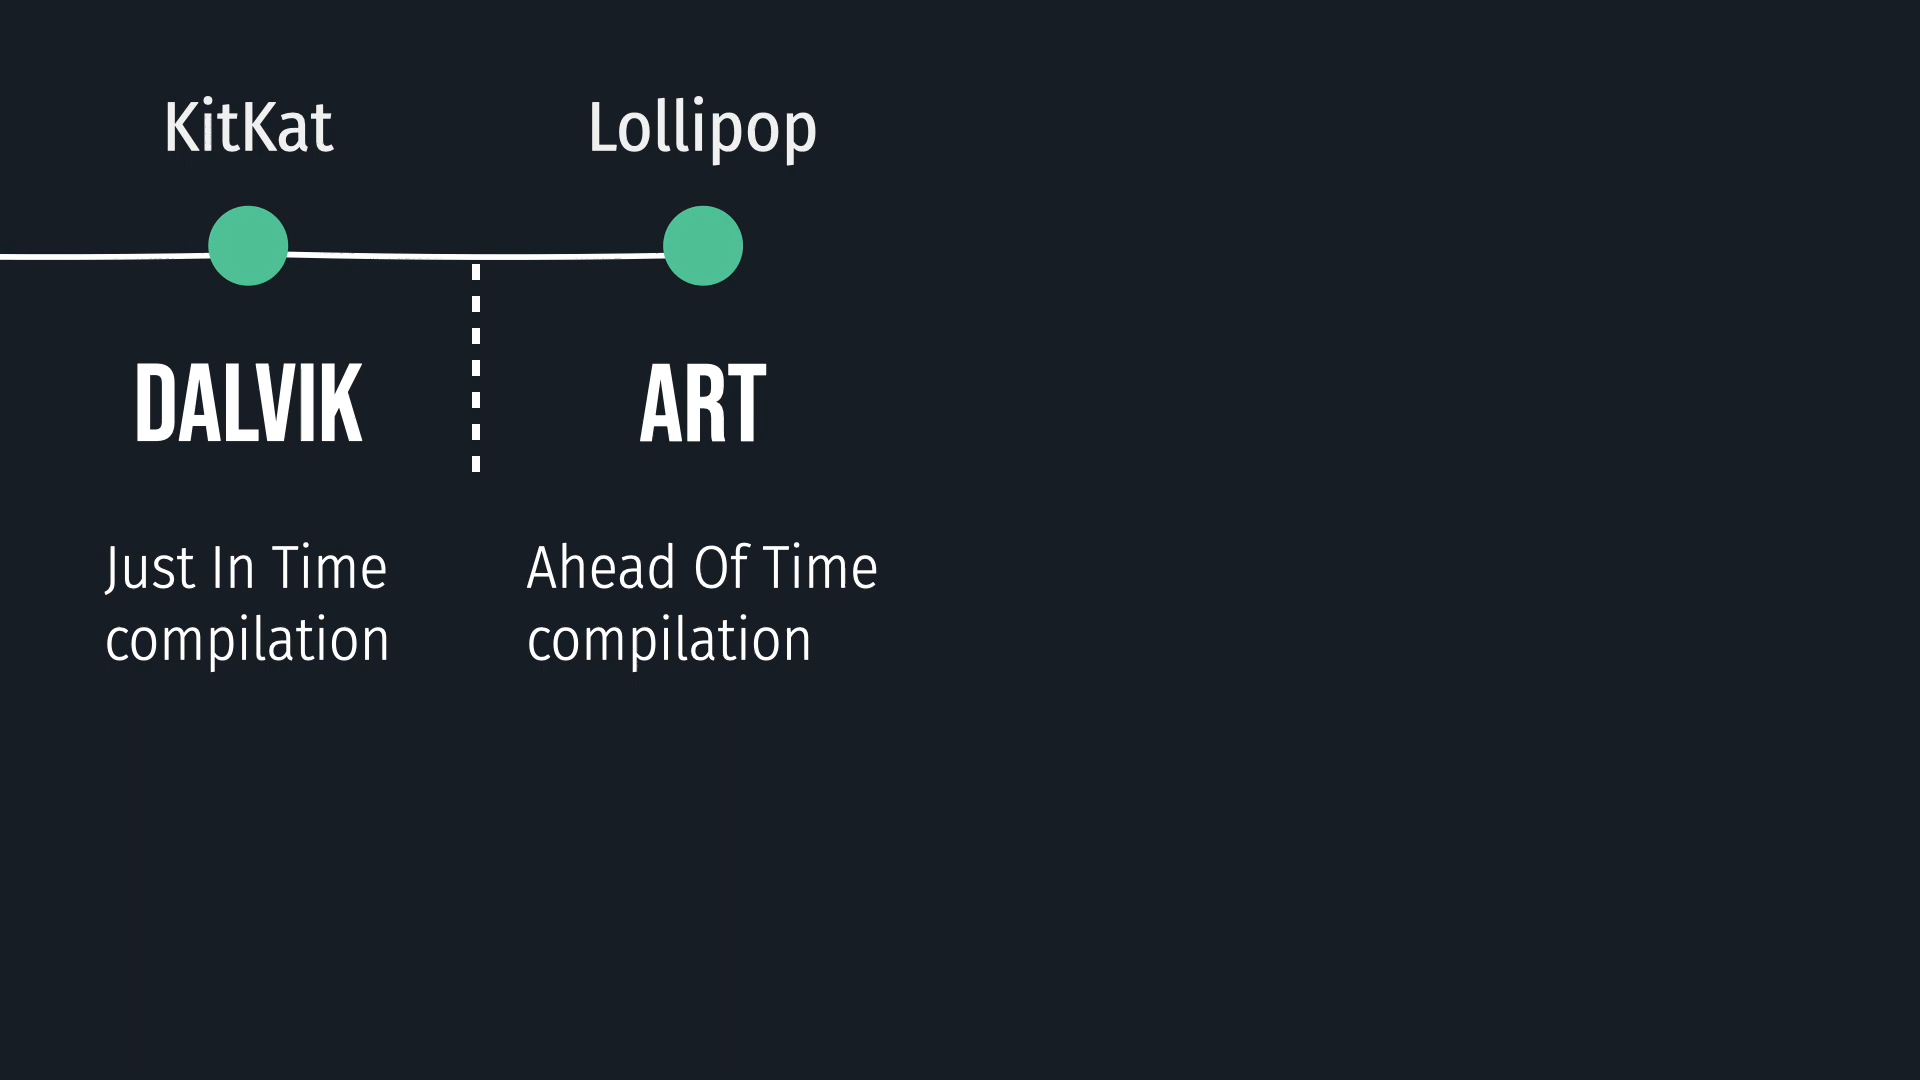 KitKat
Lollipop
DALVIK
ART
Just In Time
compilation
Ahead Of Time
compilation